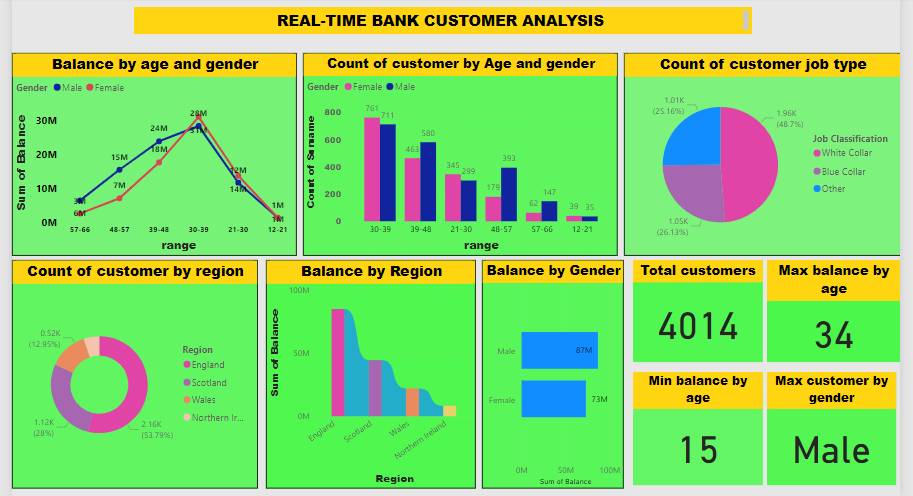 REAL-TIME BANK CUSTOMER ANALYSIS
Balance by age and gender
Gender Male Female
Sum of Balance
30M
20M
10M
0M
3M
6M
7M
15M
24M
18M
28M
31M
12M
14M
1M
1M
57-66 48-57 39-48 30-39 21-30 12-21
range
Count of customer by Age and gender
Gender Female Male
Count of Surname
800
600
400
200
0
761 711
463 580
345 299
179 393
62 147
39 35
30-39 39-48 21-30 48-57 57-66 12-21
range
Count of customer job type
1.01K
(25.16%)
1.96K
(48.7%)
1.05K
(26.13%)
Job Classification
White Collar
Blue Collar
Other
Count of customer by region
0.52K
(12.95%)
1.12K
(28%)
2.16K
(53.79%)
Region
England
Scotland
Wales
Northern Ir...
Balance by Region
Sum of Balance
100M
50M
0M
England
Scotland
Wales
Northern Ireland
Region
Balance by Gender
Male
87M
Female
73M
0M 50M 100M
Sum of Balance
Total customers
4014
Max balance by
age
34
Min balance by
age
15
Max customer by
gender
Male